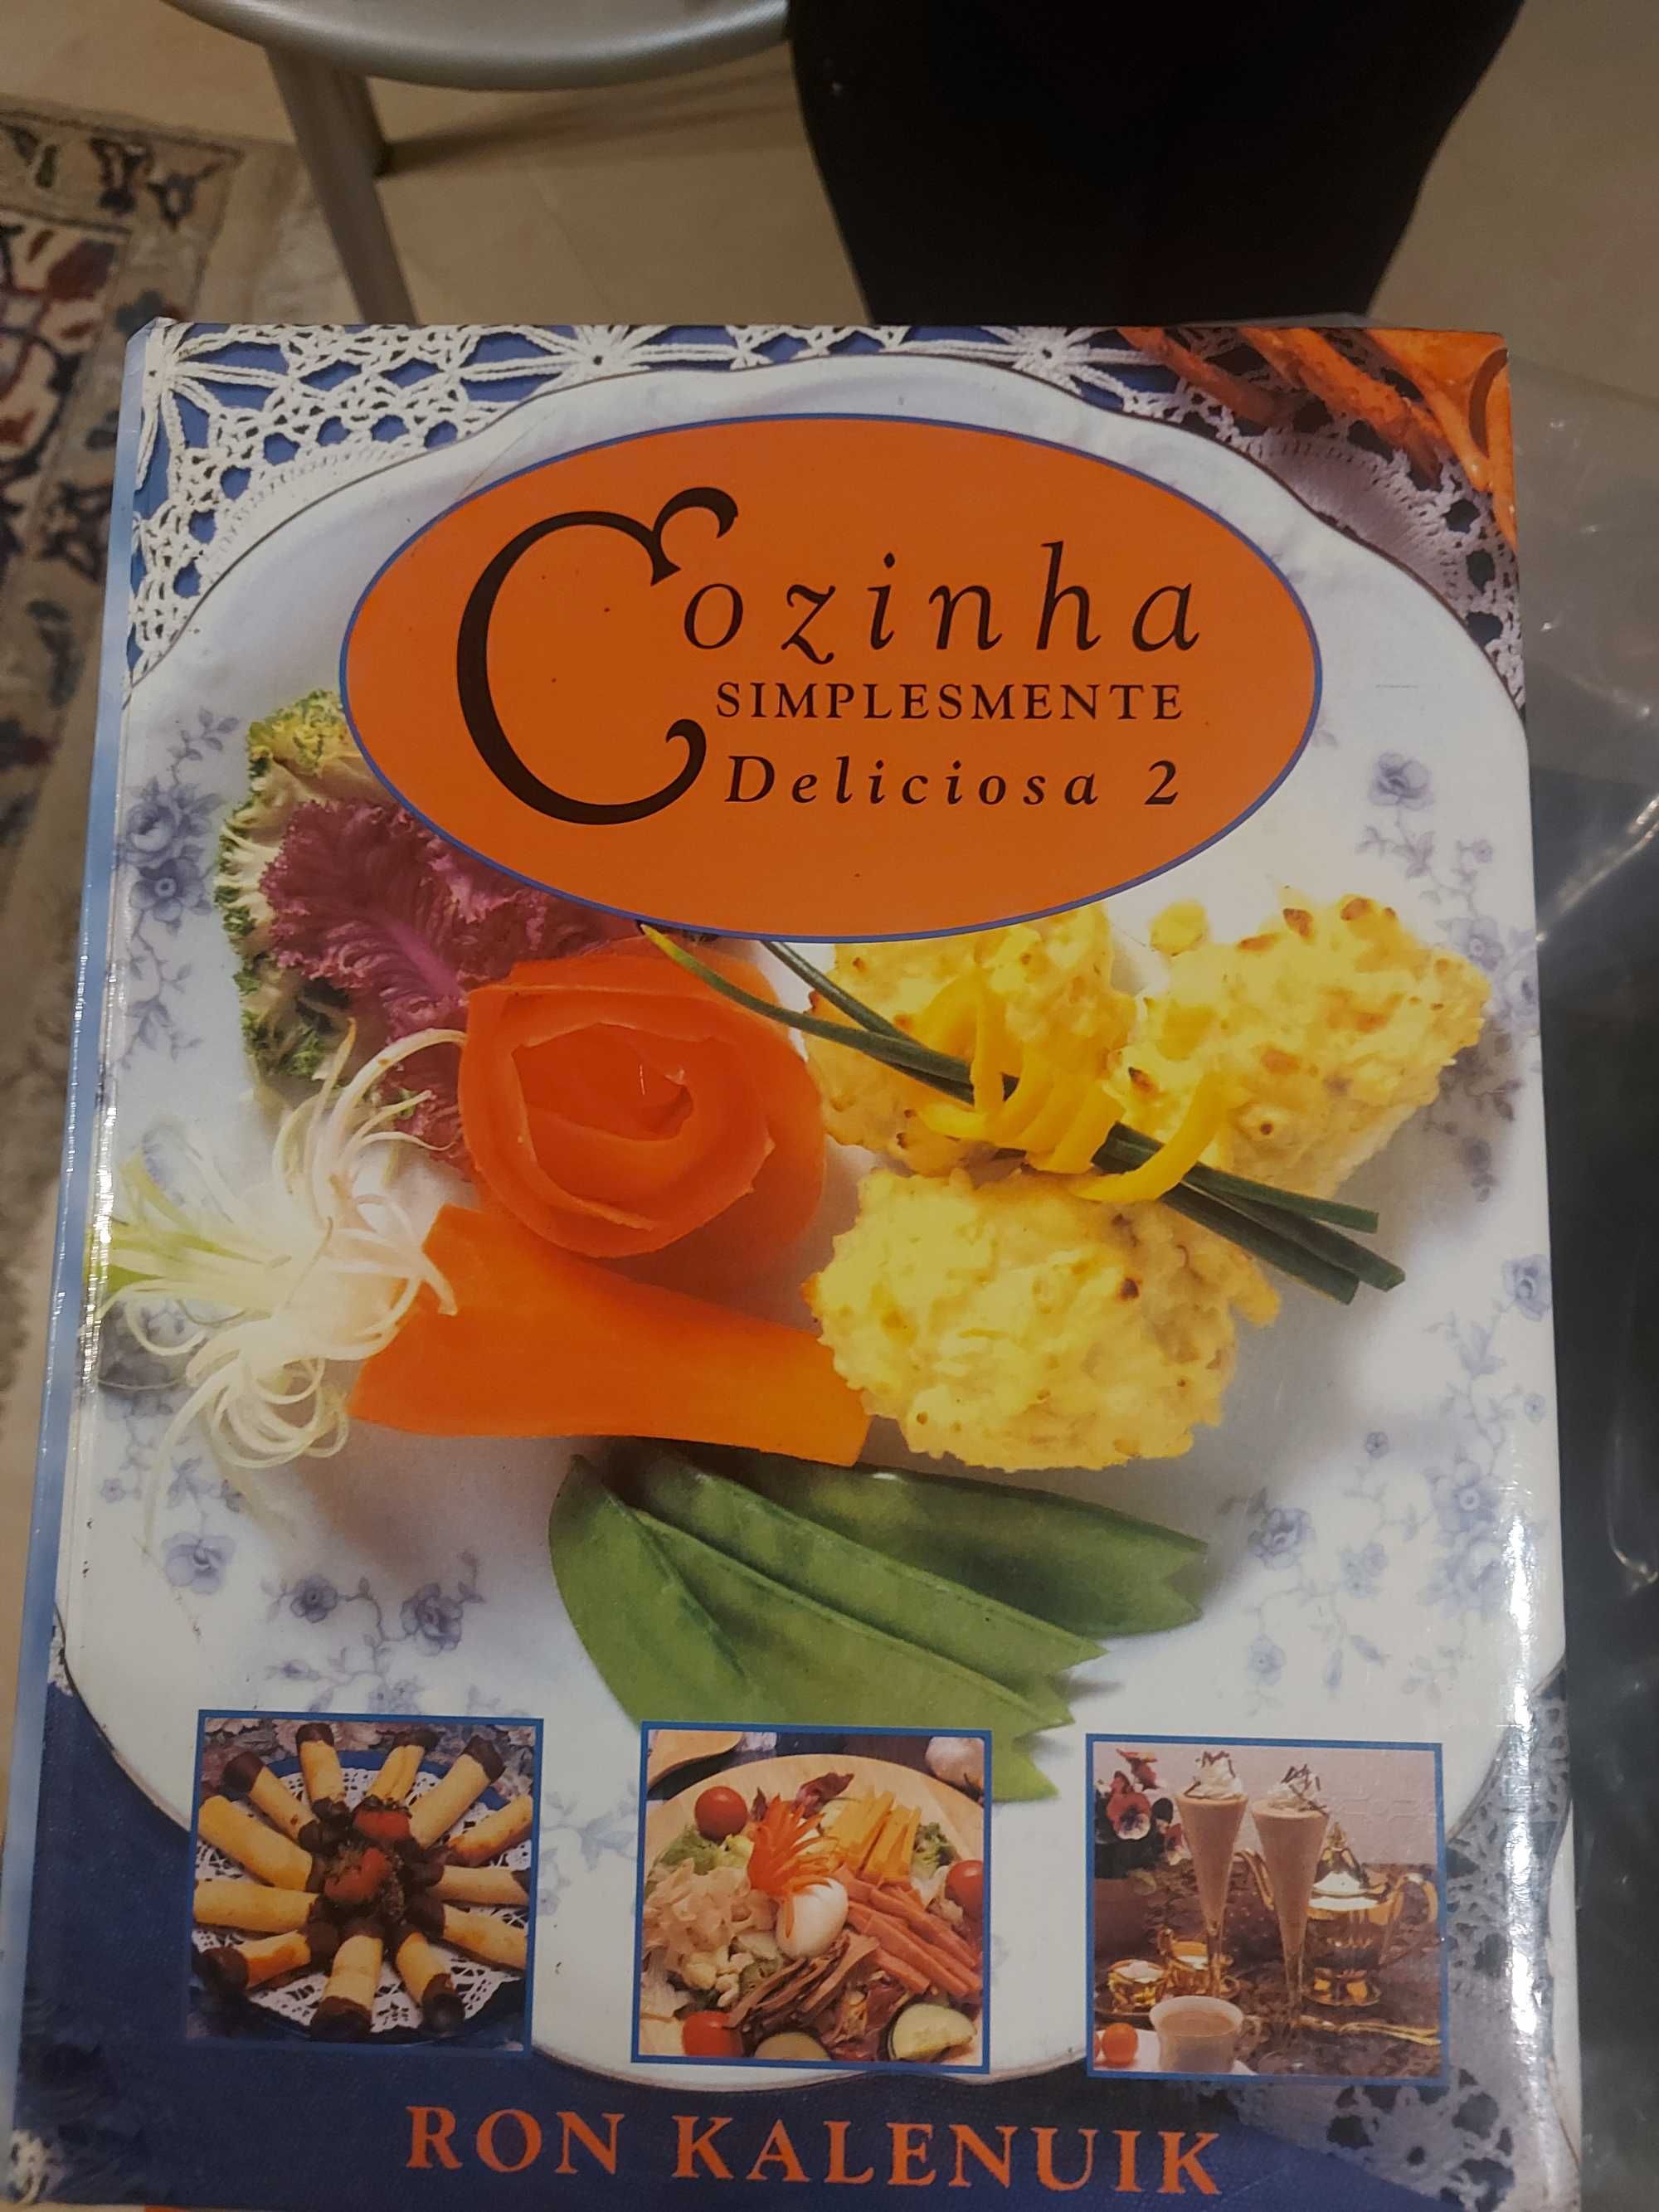 Cozinha
SIMPLESMENTE
Deliciosa 2
RON KALENUIK